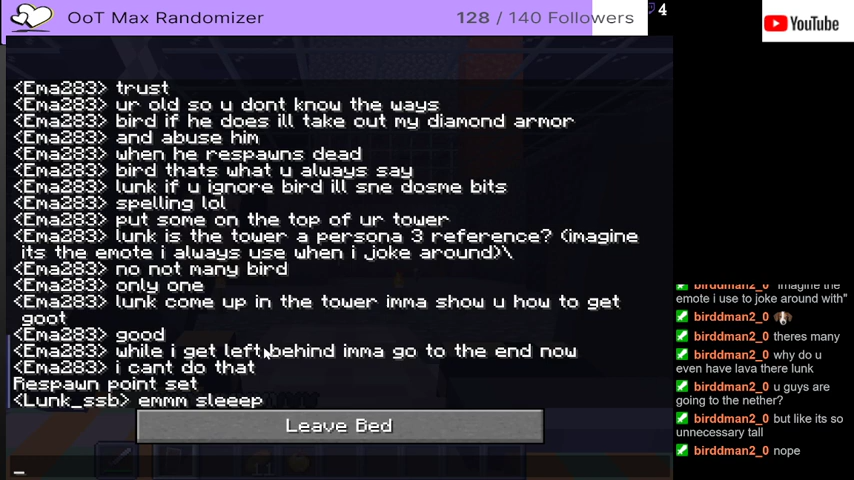 OoT Max Randomizer
128 / 140 Followers
4
YouTube
<Ema283> trust
<Ema283> ur old so u dont know the ways
<Ema283> bird if he does ill take out my diamond armor
<Ema283> and abuse him
<Ema283> when he respawns dead
<Ema283> bird thats what u always say
<Ema283> lunk if u ignore bird ill sne dosme bits
<Ema283> spelling lol
<Ema283> put some on the top of ur tower
<Ema283> lunk is the tower a persona 3 reference? (imagine
its the emote i always use when i joke around)\
<Ema283> no not many bird
<Ema283> only one
<Ema283> lunk come up in the tower imma show u how to get
goot
<Ema283> good
<Ema283> while i get left behind imma go to the end now
<Ema283> i cant do that
Respawn point set
<Lunk_ssb> emmm sleeep
Leave Bed
_
birddman2_0 "imagine the
emote i use to joke around with"
birddman2_0
birddman2_0 theres many
birddman2_0 why do u
even have lava there lunk
birddman2_0 u guys are
going to the nether?
birddman2_0 but like its so
unnecessary tall
birddman2_0 nope